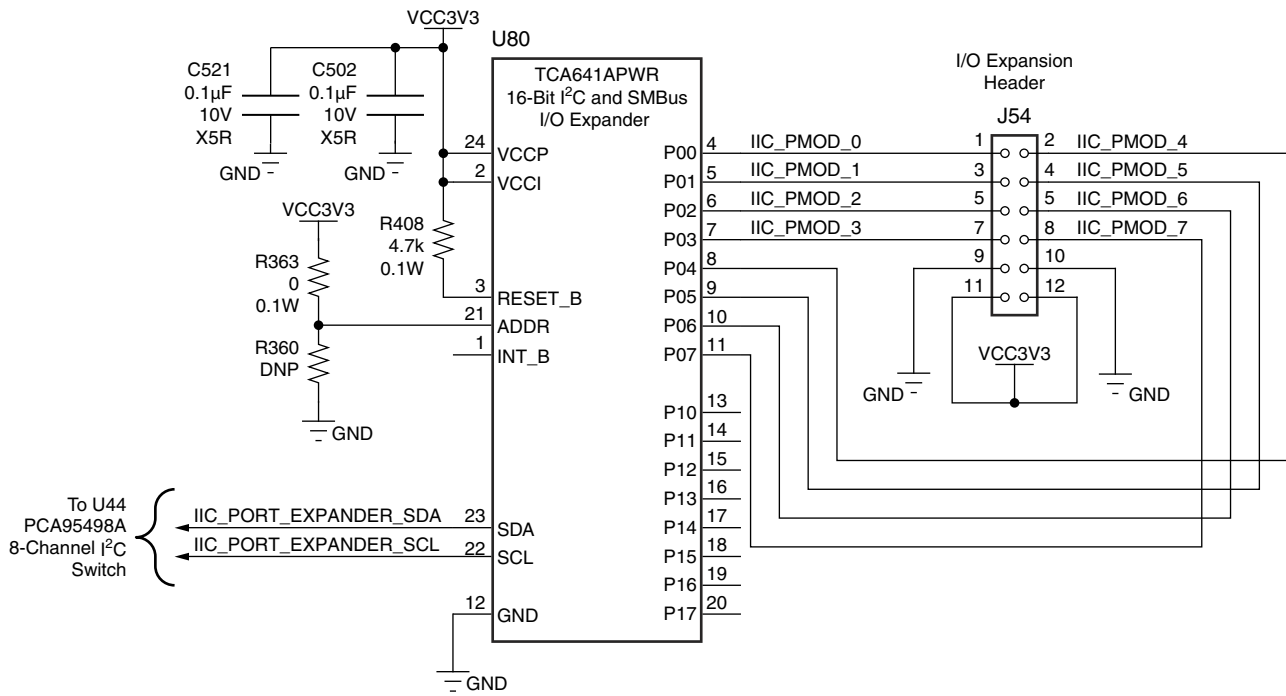 VCC3V3
C521
0.1µF
10V
X5R
C502
0.1µF
10V
X5R
GND
GND
VCC3V3
R363
0
0.1W
R360
DNP
GND
R408
4.7k
0.1W
U80
TCA641APWR
16-Bit I²C and SMBus
I/O Expander
24 VCCP
2 VCCI
3 RESET_B
21 ADDR
1 INT_B
23 SDA
22 SCL
12 GND
GND
To U44
PCA95498A
8-Channel I²C
Switch
IIC_PORT_EXPANDER_SDA
IIC_PORT_EXPANDER_SCL
P00 4 IIC_PMOD_0
P01 5 IIC_PMOD_1
P02 6 IIC_PMOD_2
P03 7 IIC_PMOD_3
P04 8
P05 9
P06 10
P07 11
P10 13
P11 14
P12 15
P13 16
P14 17
P15 18
P16 19
P17 20
I/O Expansion
Header
J54
1 2 IIC_PMOD_4
3 4 IIC_PMOD_5
5 5 IIC_PMOD_6
7 8 IIC_PMOD_7
9 10
11 12
GND
VCC3V3
GND